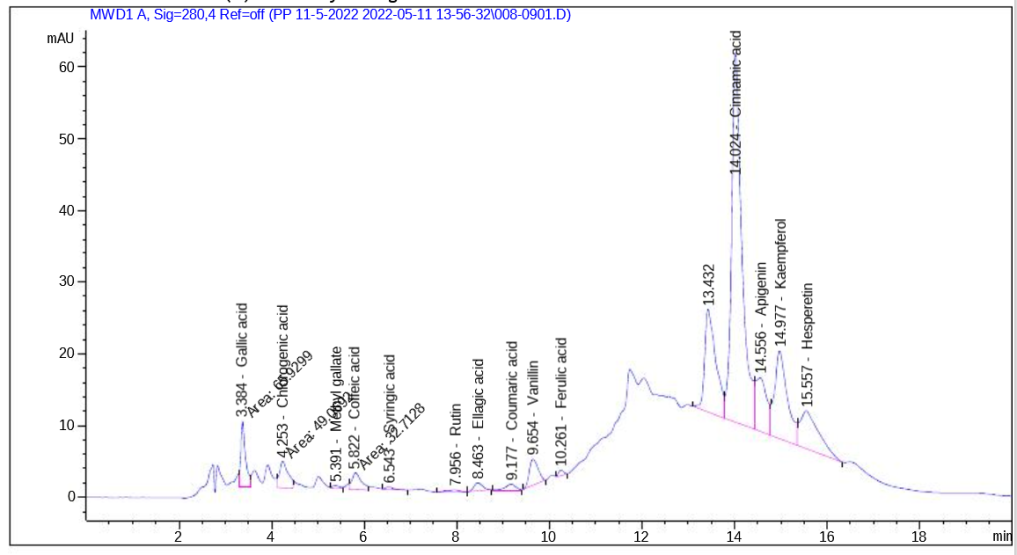 MWD1 A, Sig=280,4 Ref=off (PP 11-5-2022 2022-05-11 13-56-32\008-0901.D)
mAU
60
50
40
30
20
10
0
3.384 - Gallic acid
4.253 - Chlorogenic acid
5.391 - Methyl gallate
5.822 - Coffeic acid
Area: 32.7128
6.543 - Syringic acid
7.956 - Rutin
8.463 - Ellagic acid
9.177 - Coumaric acid
9.654 - Vanillin
10.261 - Ferulic acid
13.432
14.024 - Cinnamic acid
14.556 - Apigenin
14.977 - Kaempferol
15.557 - Hesperetin
2
4
6
8
10
12
14
16
18
min